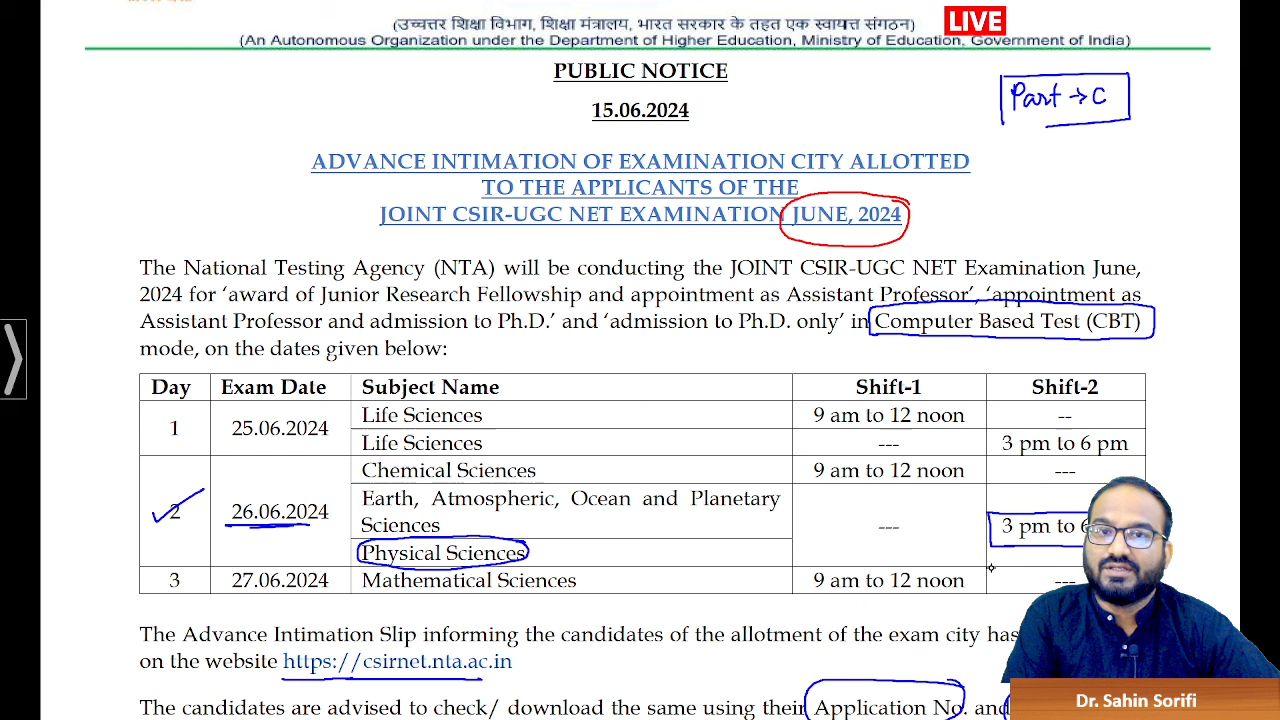 (उच्चत्तर शिक्षा विभाग, शिक्षा मंत्रालय, भारत सरकार के तहत एक स्वायत्त संगठन)
LIVE
(An Autonomous Organization under the Department of Higher Education, Ministry of Education, Government of India)
PUBLIC NOTICE
Part → C
15.06.2024
ADVANCE INTIMATION OF EXAMINATION CITY ALLOTTED
TO THE APPLICANTS OF THE
JOINT CSIR-UGC NET EXAMINATION JUNE, 2024
The National Testing Agency (NTA) will be conducting the JOINT CSIR-UGC NET Examination June,
2024 for ‘award of Junior Research Fellowship and appointment as Assistant Professor’, ‘appointment as
Assistant Professor and admission to Ph.D.’ and ‘admission to Ph.D. only’ in Computer Based Test (CBT)
mode, on the dates given below:
Day Exam Date Subject Name Shift-1 Shift-2
1 25.06.2024 Life Sciences 9 am to 12 noon --
Life Sciences --- 3 pm to 6 pm
2 26.06.2024 Chemical Sciences 9 am to 12 noon ---
Earth, Atmospheric, Ocean and Planetary
Sciences --- 3 pm to 6
Physical Sciences
3 27.06.2024 Mathematical Sciences 9 am to 12 noon ---
The Advance Intimation Slip informing the candidates of the allotment of the exam city has
on the website https://csirnet.nta.ac.in
The candidates are advised to check/ download the same using their Application No. and
Dr. Sahin Sorifi